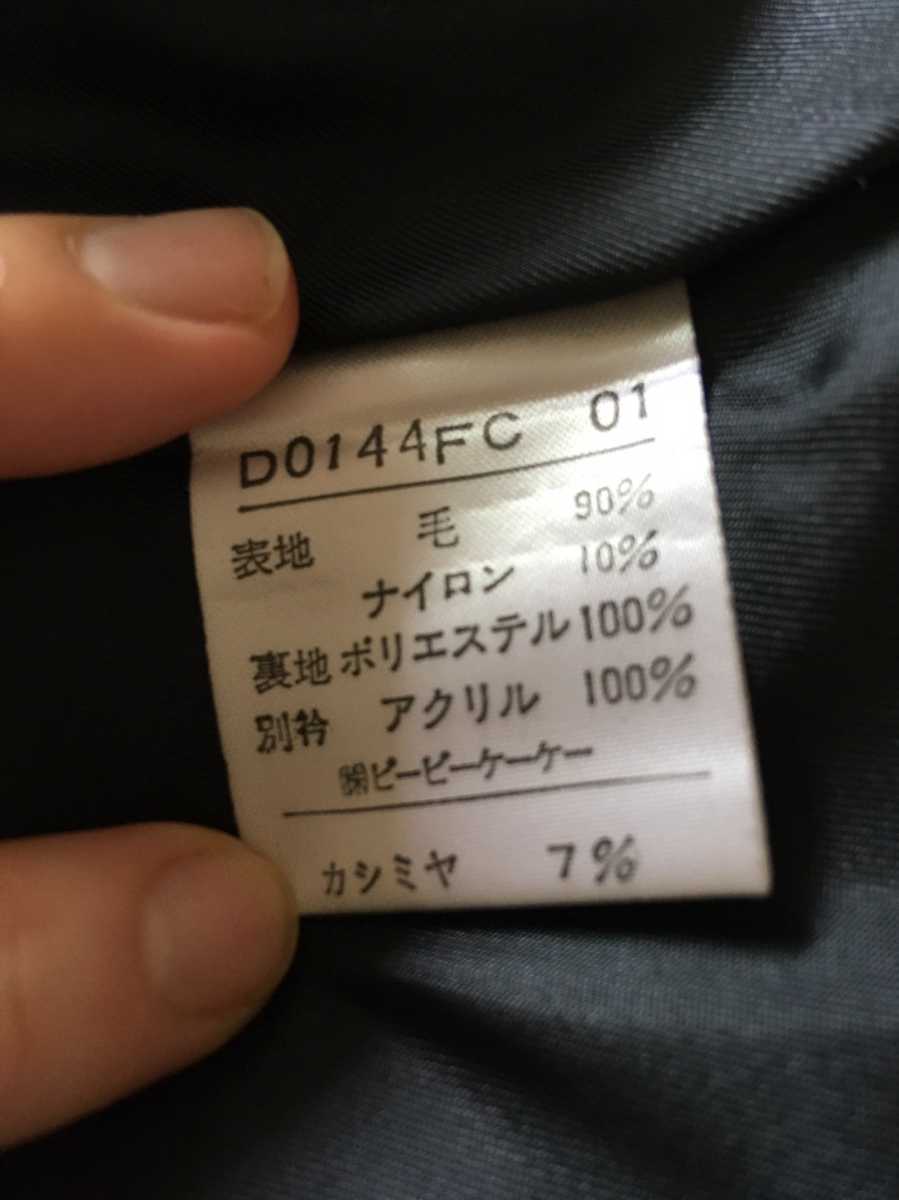 D0144FC 01
表地 毛 90%
ナイロン 10%
裏地 ポリエステル 100%
別衿 アクリル 100%
㈱ピーピーケーケー
カシミヤ 7%